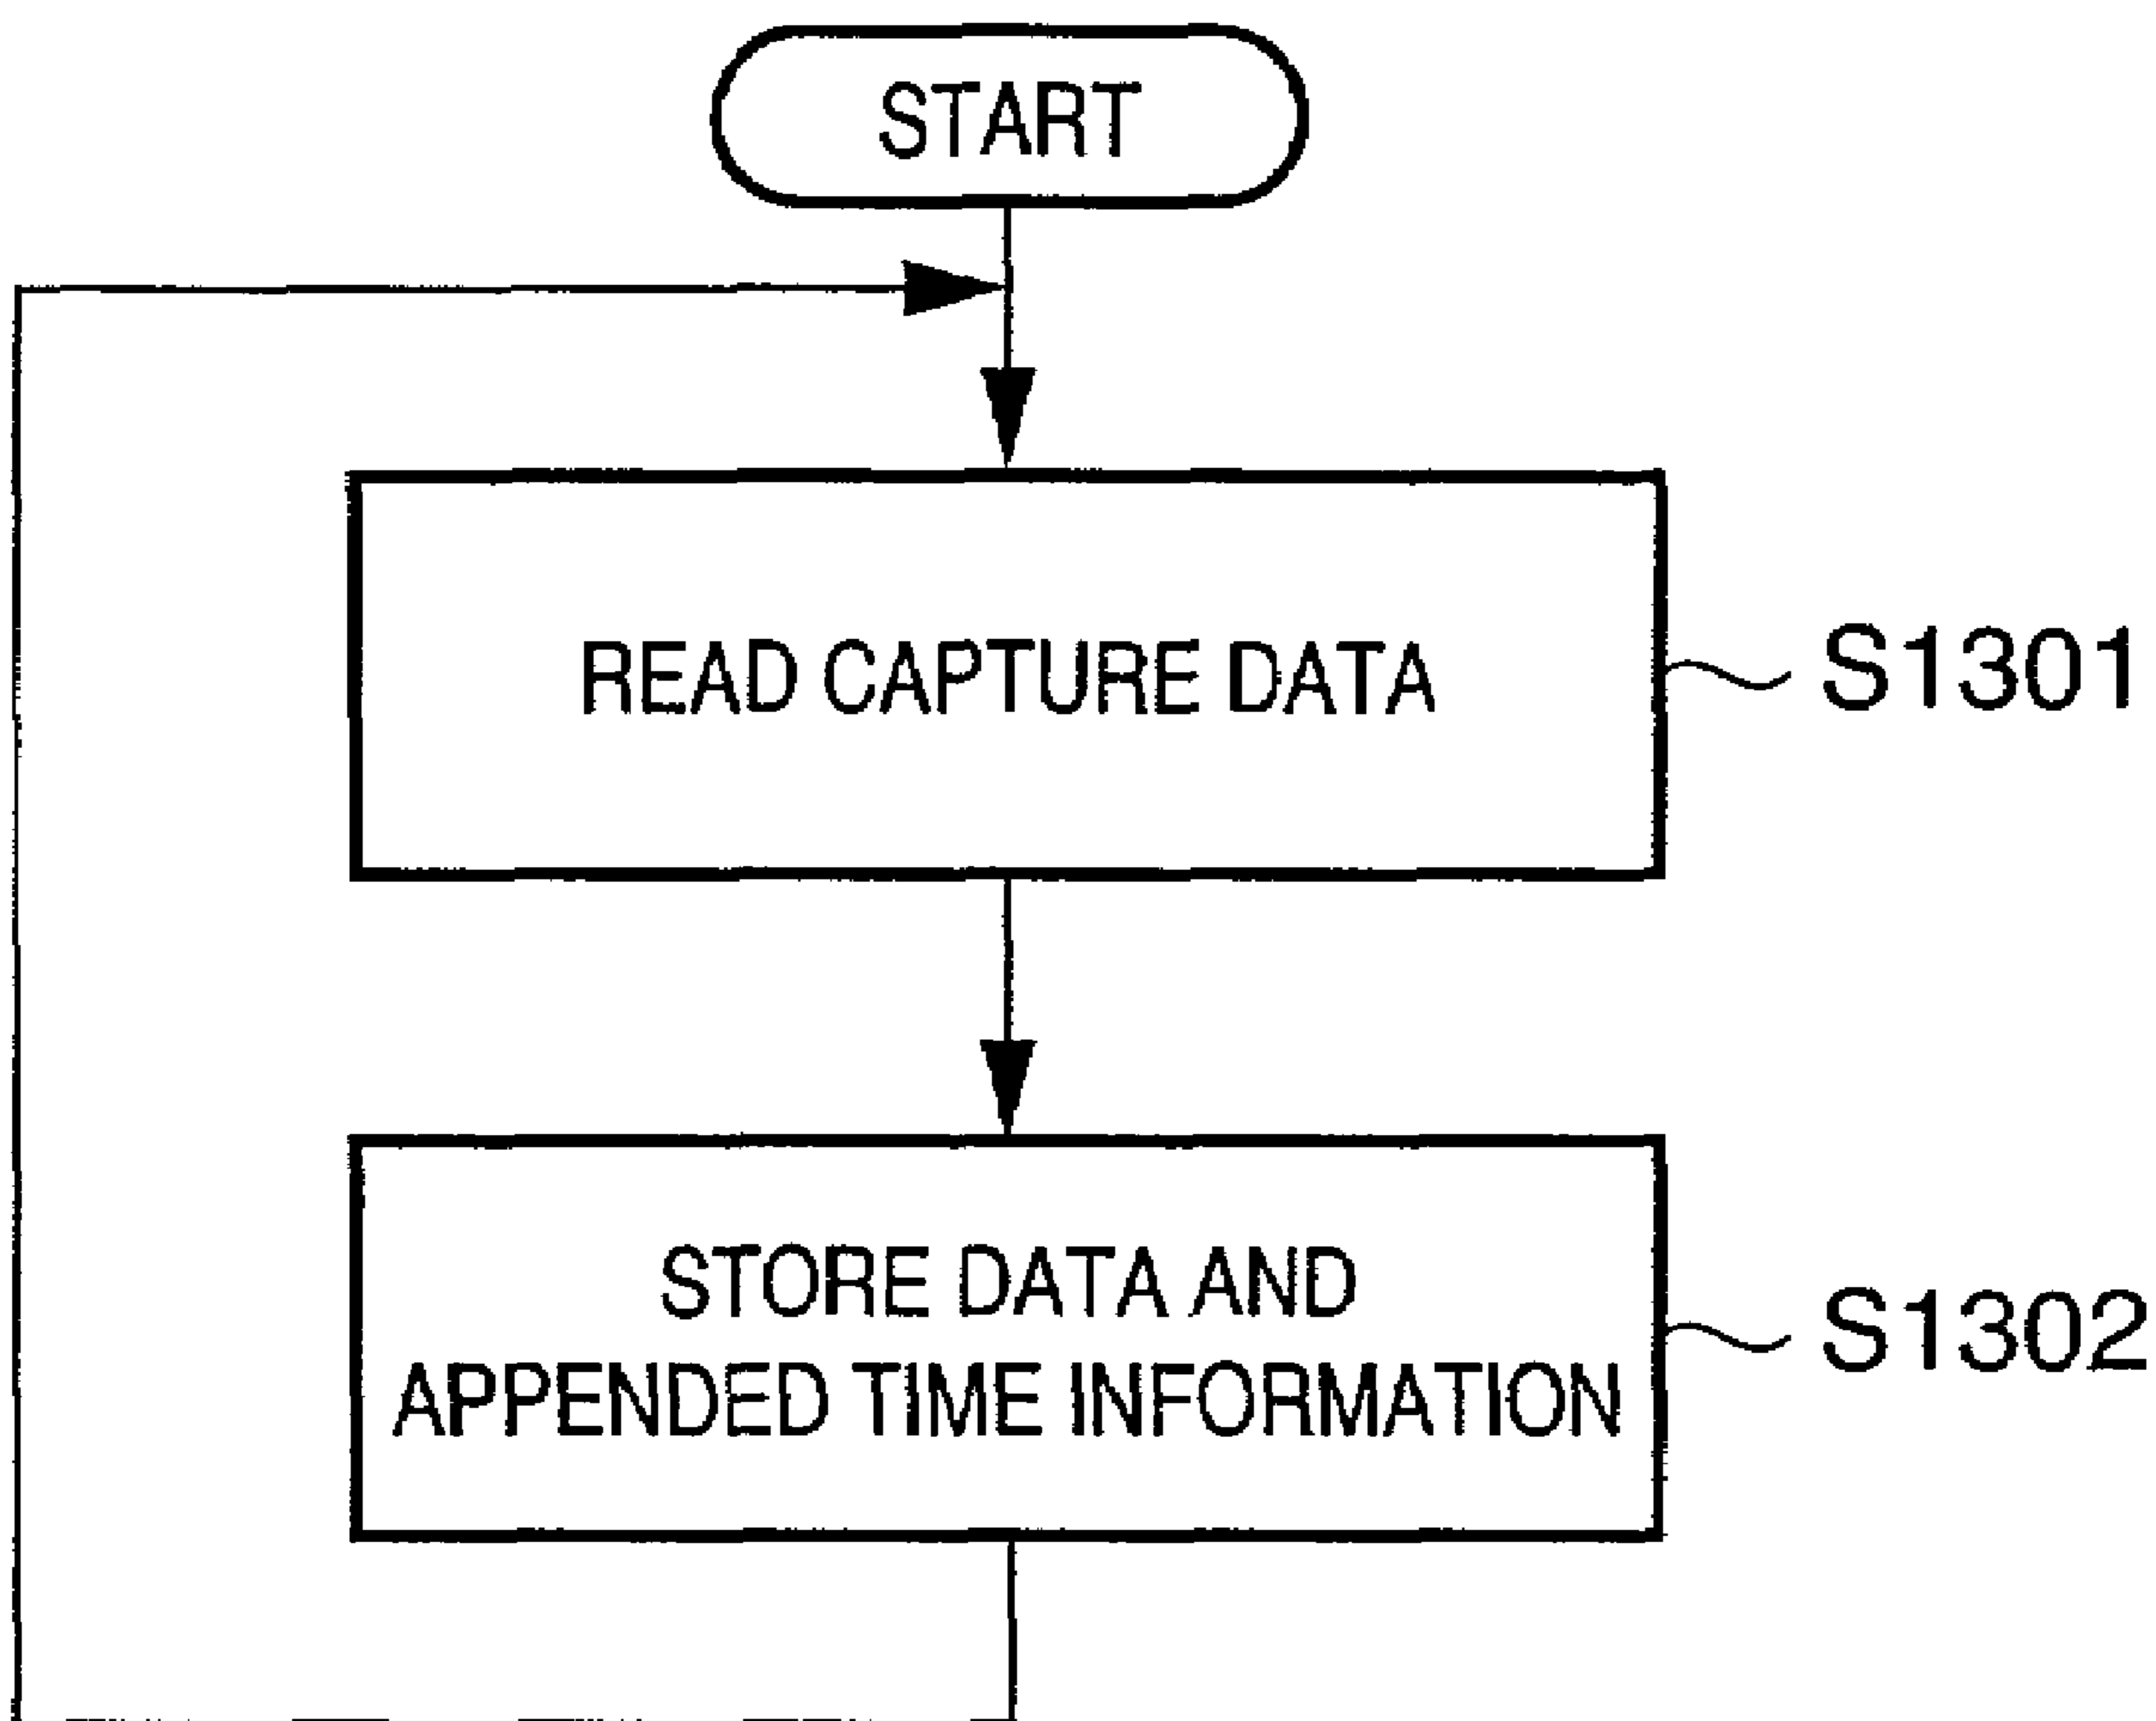 START
READ CAPTURE DATA
S1301
STORE DATA AND
APPENDED TIME INFORMATION
S1302